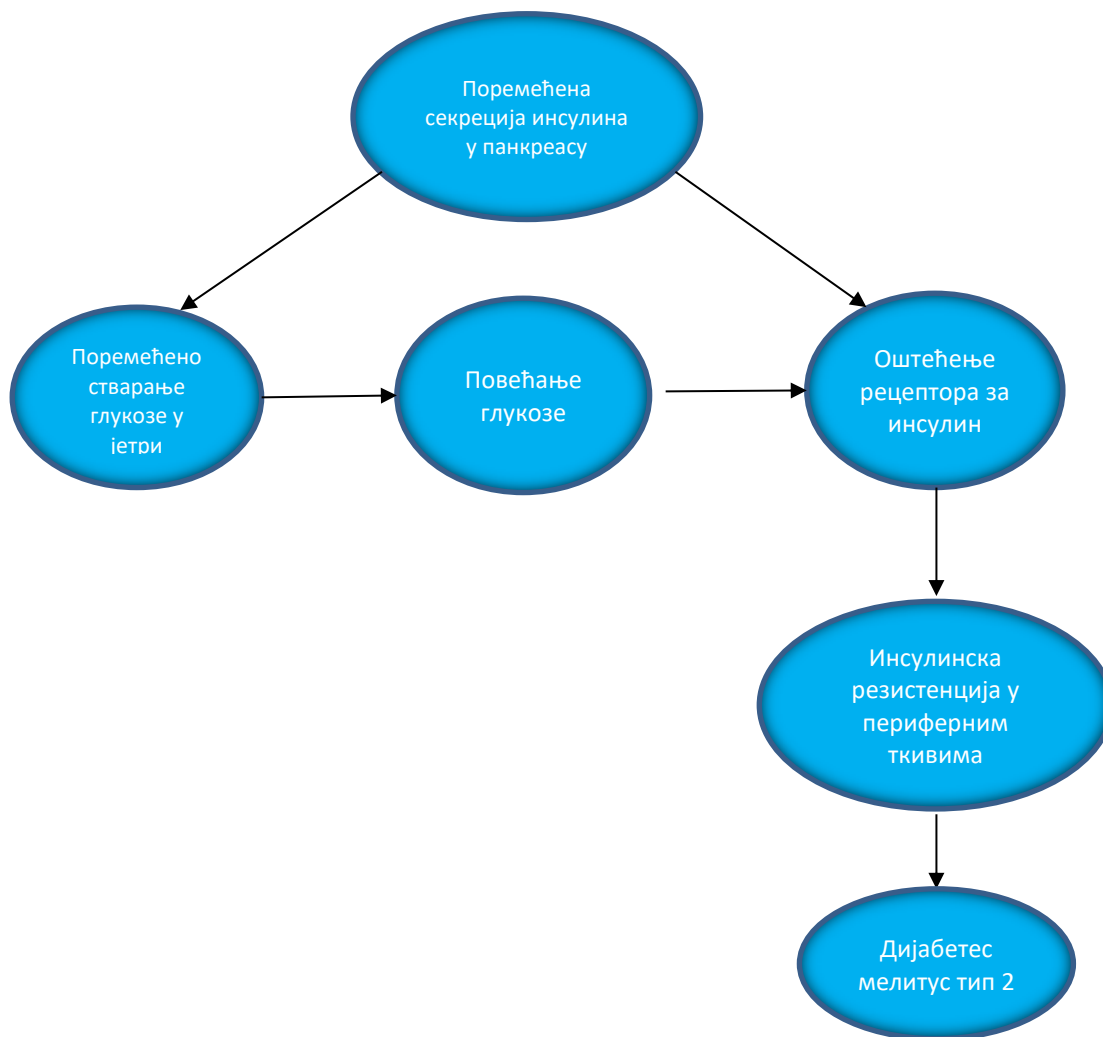 Поремећена
секреција инсулина
у панкреасу
Поремећено
стварање
глукозе у
јетри
Повећање
глукозе
Оштећење
рецептора за
инсулин
Инсулинска
резистенција у
периферним
ткивима
Дијабетес
мелитус тип 2